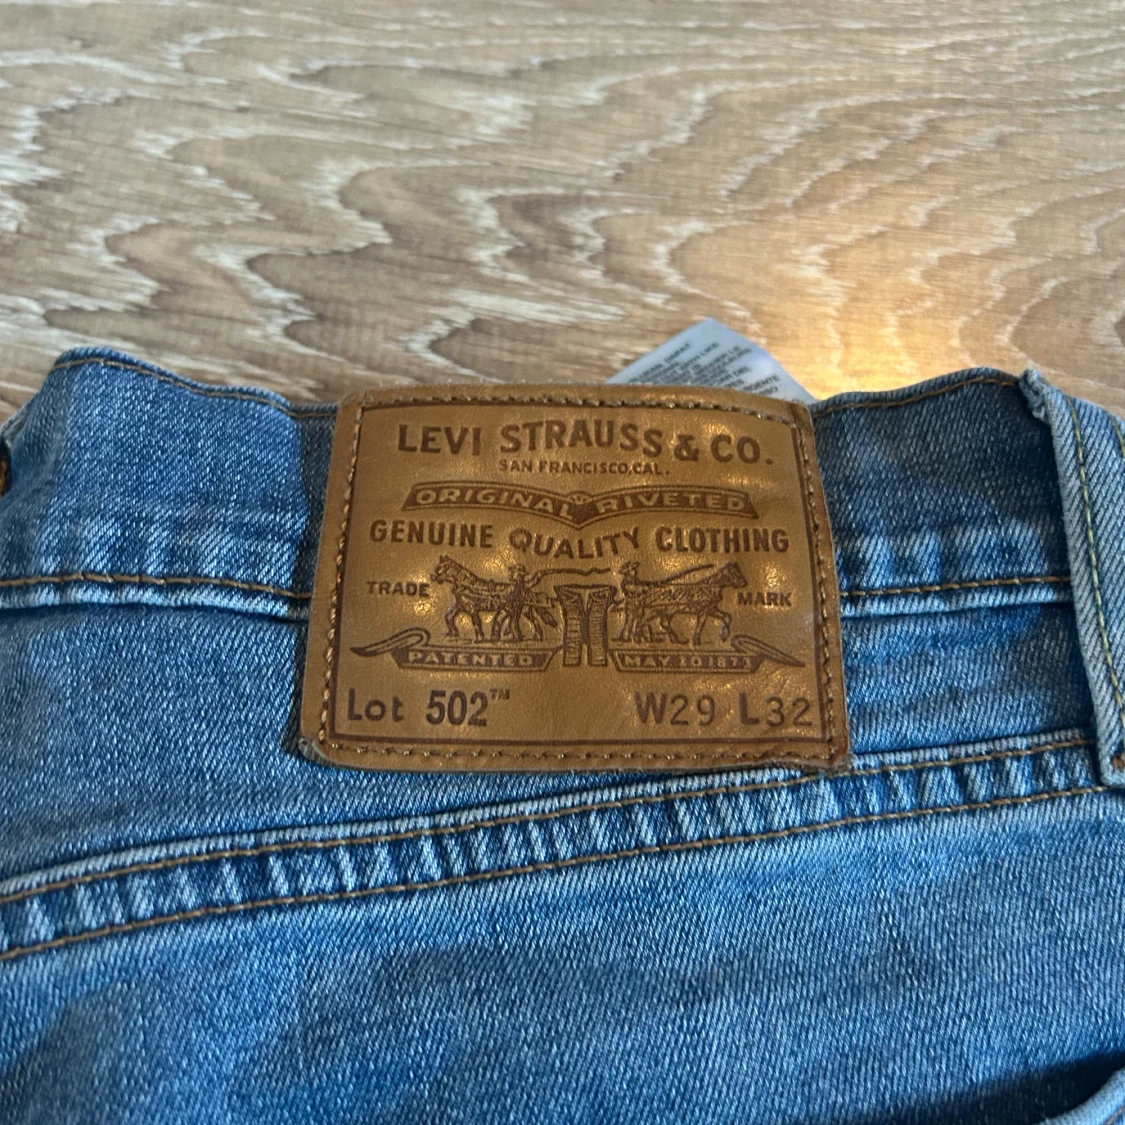 LEVI STRAUSS & CO.
SAN FRANCISCO, CAL.
ORIGINAL RIVETED
GENUINE QUALITY CLOTHING
TRADE MARK
PATENTED MAY 20 1873
Lot 502™ W29 L32